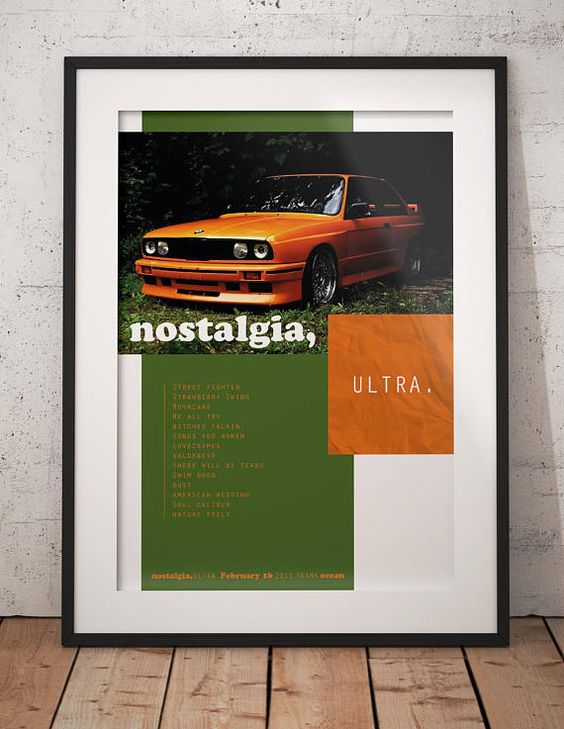 nostalgia,
ULTRA.
STREET FIGHTER
STRAWBERRY SWING
NOVACANE
WE ALL TRY
BITCHES TALKIN'
SONGS FOR WOMEN
LOVECRIMES
GOLDENEYE
THERE WILL BE TEARS
SWIM GOOD
DUST
AMERICAN WEDDING
SOUL CALIBUR
NATURE FEELS
nostalgia, ULTRA February 16 2011 FRANK ocean